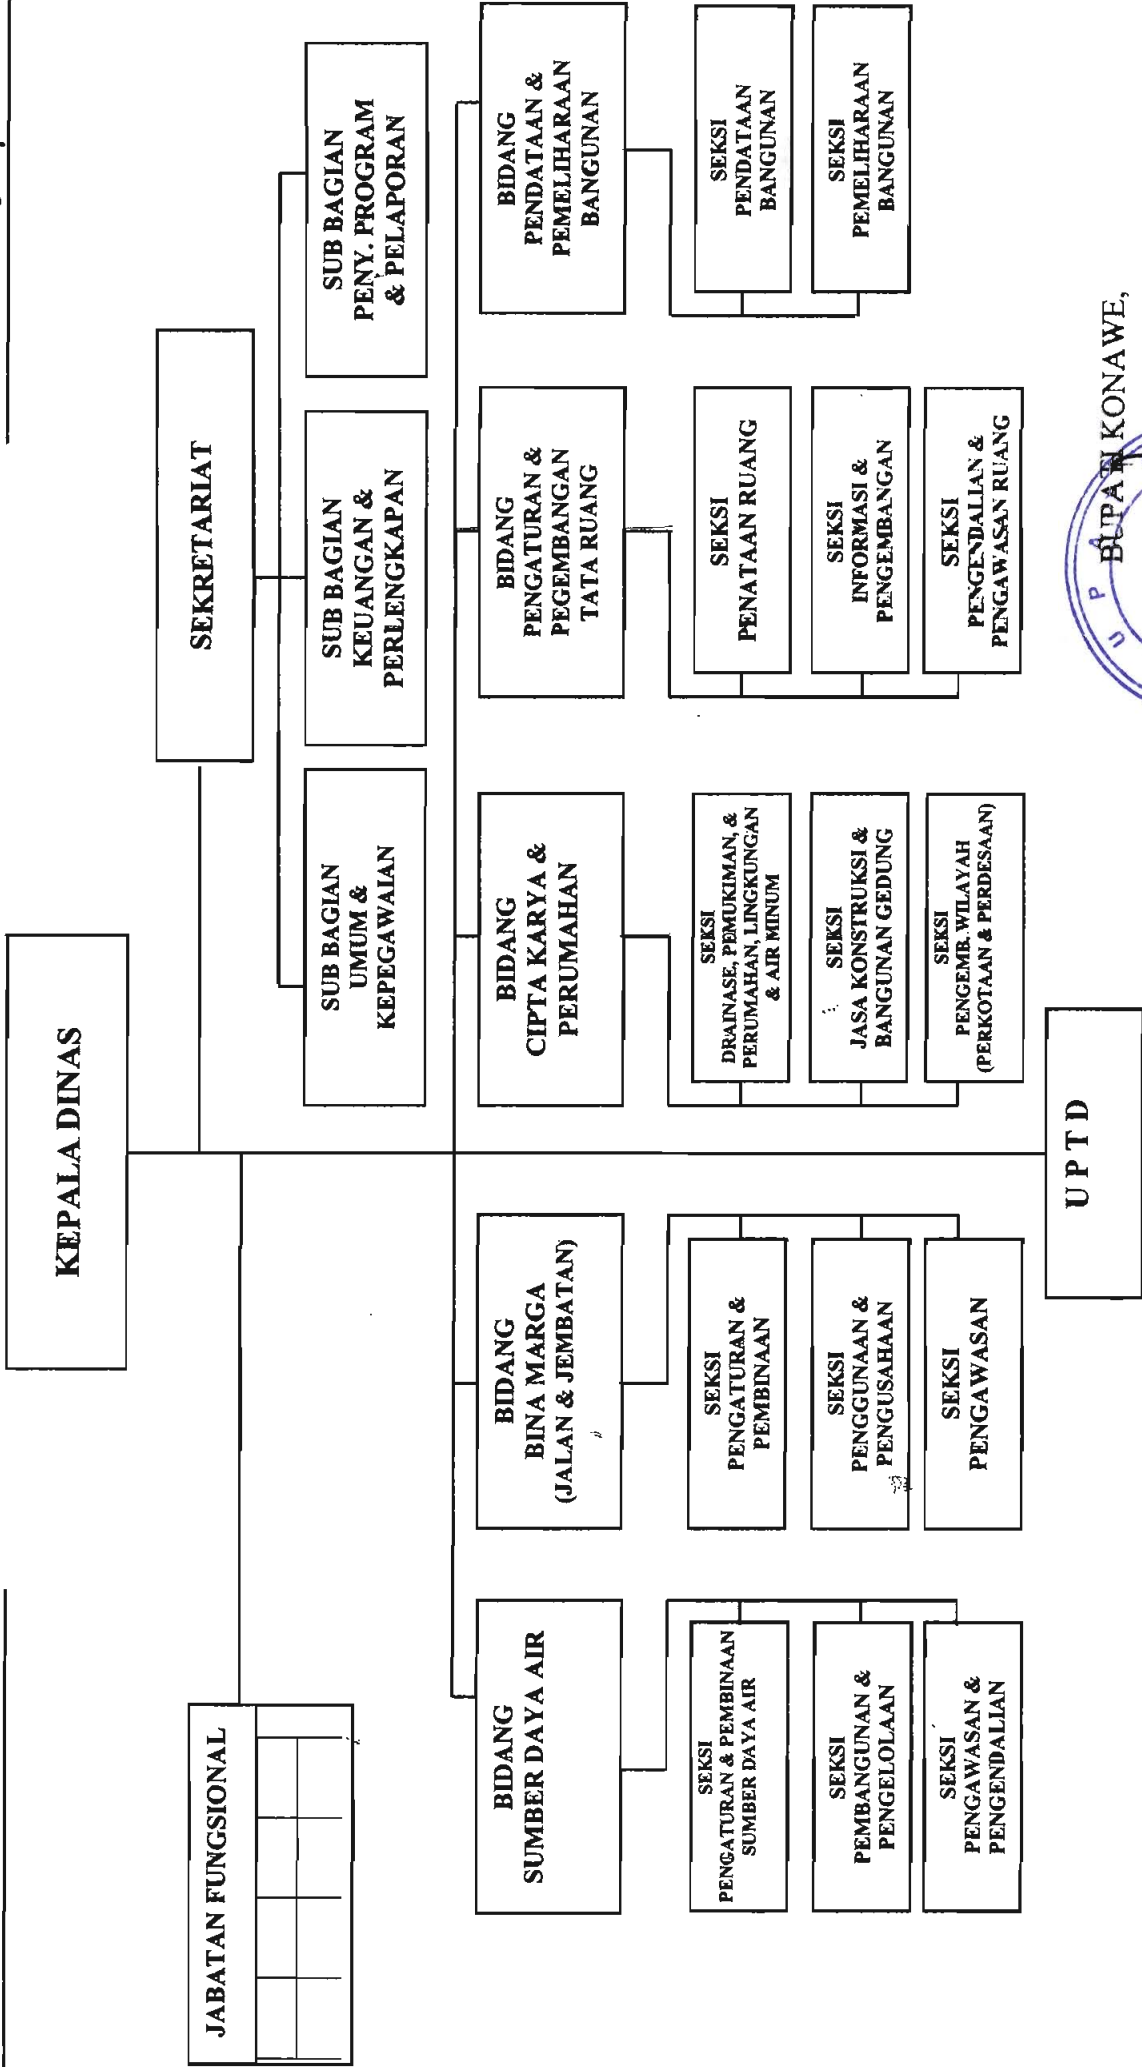 KEPALA DINAS
JABATAN FUNGSIONAL
SEKRETARIAT
SUB BAGIAN
UMUM &
KEPEGAWAIAN
SUB BAGIAN
KEUANGAN &
PERLENGKAPAN
SUB BAGIAN
PENY. PROGRAM
& PELAPORAN
BIDANG
SUMBER DAYA AIR
BIDANG
BINA MARGA
(JALAN & JEMBATAN)
BIDANG
CIPTA KARYA &
PERUMAHAN
BIDANG
PENGATURAN &
PEGEMBANGAN
TATA RUANG
BIDANG
PENDATAAN &
PEMELIHARAAN
BANGUNAN
SEKSI
PENGATURAN & PEMBINAAN
SUMBER DAYA AIR
SEKSI
PEMBANGUNAN &
PENGELOLAAN
SEKSI
PENGAWASAN &
PENGENDALIAN
SEKSI
PENGATURAN &
PEMBINAAN
SEKSI
PENGGUNAAN &
PENGUSAHAAN
SEKSI
PENGAWASAN
SEKSI
DRAINASE, PEMUKIMAN, &
PERUMAHAN, LINGKUNGAN
& AIR MINUM
SEKSI
JASA KONSTRUKSI &
BANGUNAN GEDUNG
SEKSI
PENGEMB. WILAYAH
(PERKOTAAN & PERDESAAN)
SEKSI
PENATAAN RUANG
SEKSI
INFORMASI &
PENGEMBANGAN
SEKSI
PENGENDALIAN &
PENGAWASAN RUANG
SEKSI
PENDATAAN
BANGUNAN
SEKSI
PEMELIHARAAN
BANGUNAN
U P T D
BUPATI KONAWE,
U P A